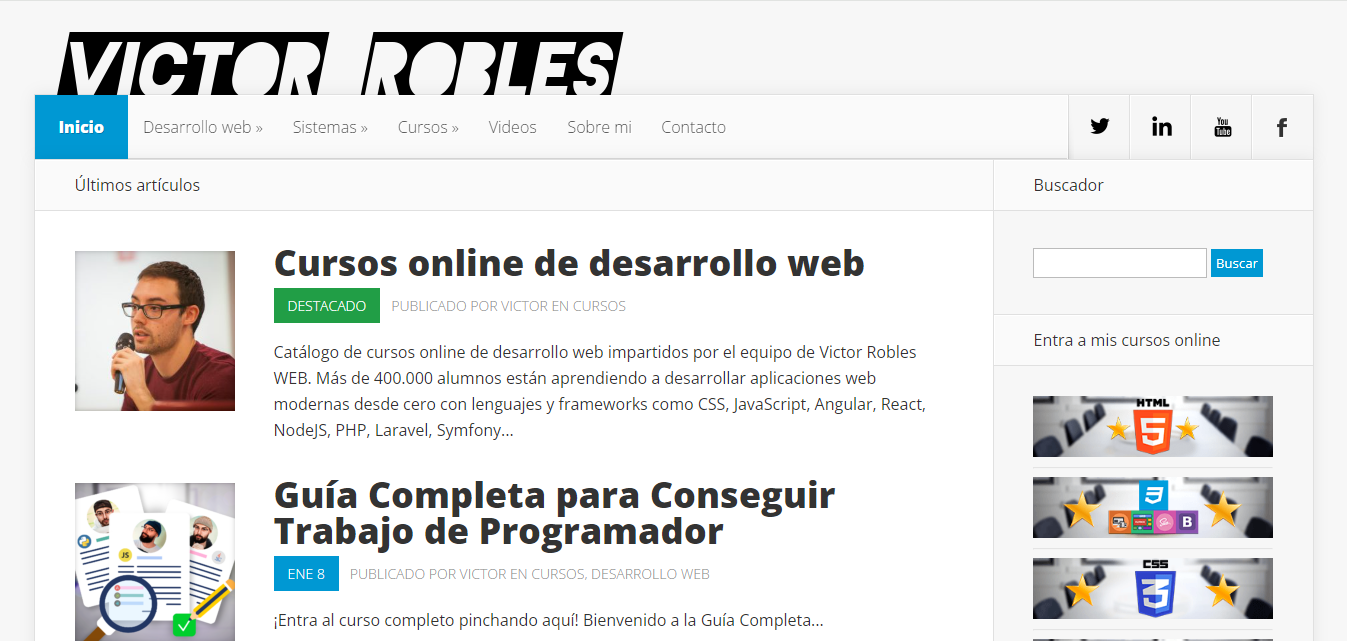 VICTOR ROBLES
Inicio
Desarrollo web »
Sistemas »
Cursos »
Videos
Sobre mi
Contacto
You
Tube
Últimos artículos
Buscador
Cursos online de desarrollo web
DESTACADO
PUBLICADO POR VICTOR EN CURSOS
Catálogo de cursos online de desarrollo web impartidos por el equipo de Victor Robles
WEB. Más de 400.000 alumnos están aprendiendo a desarrollar aplicaciones web
modernas desde cero con lenguajes y frameworks como CSS, JavaScript, Angular, React,
NodeJS, PHP, Laravel, Symfony...
Buscar
Entra a mis cursos online
HTML
5
3
B
CSS
3
Guía Completa para Conseguir
Trabajo de Programador
ENE 8
PUBLICADO POR VICTOR EN CURSOS, DESARROLLO WEB
¡Entra al curso completo pinchando aquí! Bienvenido a la Guía Completa...
JS